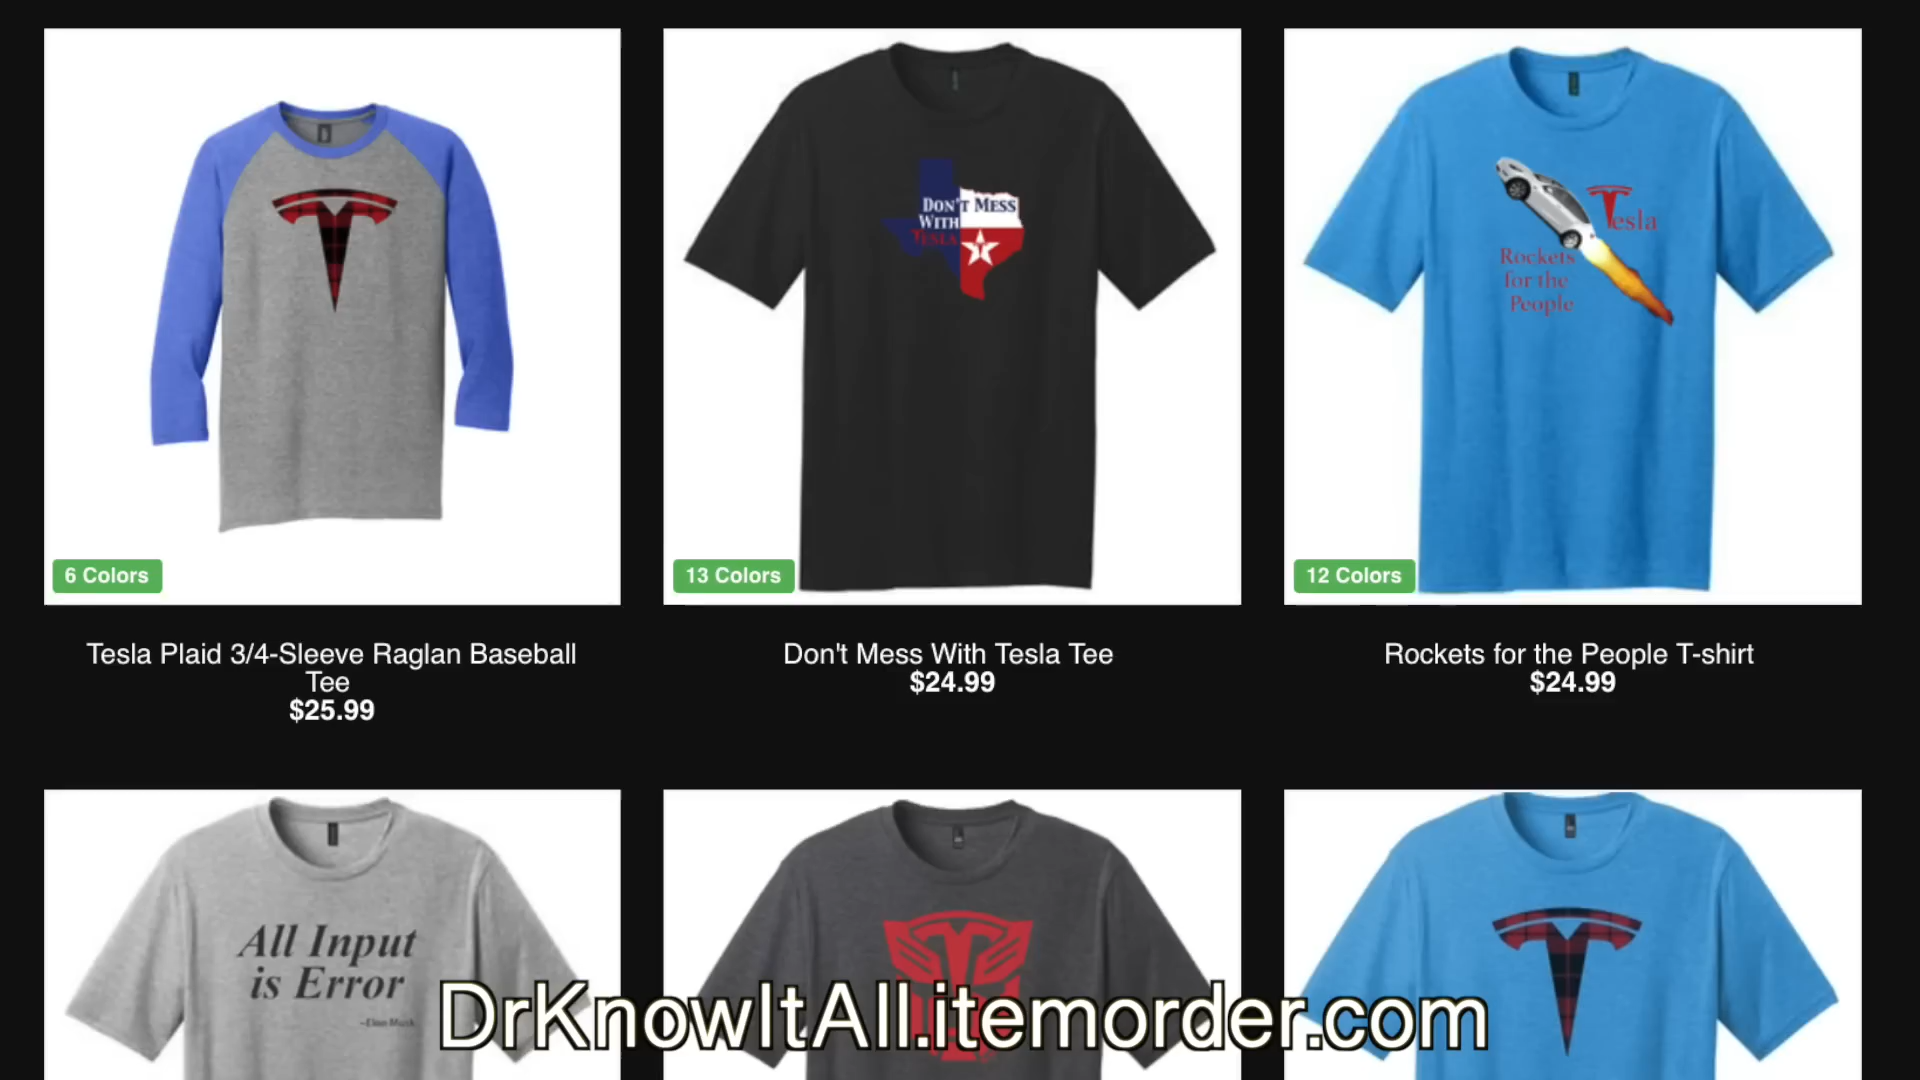 DON'T MESS
WITH
TESLA
Tesla
Rockets
for the
People
6 Colors
13 Colors
12 Colors
Tesla Plaid 3/4-Sleeve Raglan Baseball
Tee
$25.99
Don't Mess With Tesla Tee
$24.99
Rockets for the People T-shirt
$24.99
All Input
is Error
~Elon Musk
DrKnowItAll.itemorder.com